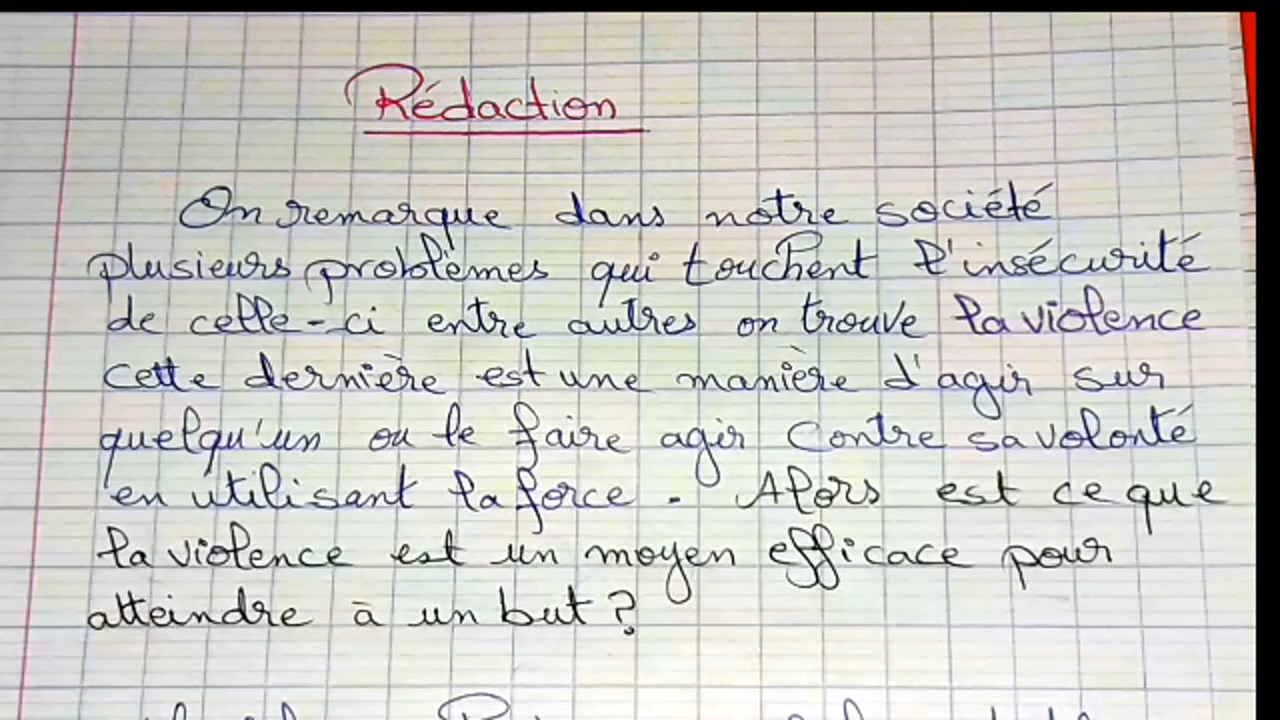 Rédaction
On remarque dans notre société
plusieurs problèmes qui touchent l'insécurité
de celle-ci entre autres on trouve la violence
cette dernière est une manière d'agir sur
quelqu'un ou le faire agir contre sa volonté
en utilisant la force. Alors est ce que
la violence est un moyen efficace pour
atteindre à un but?